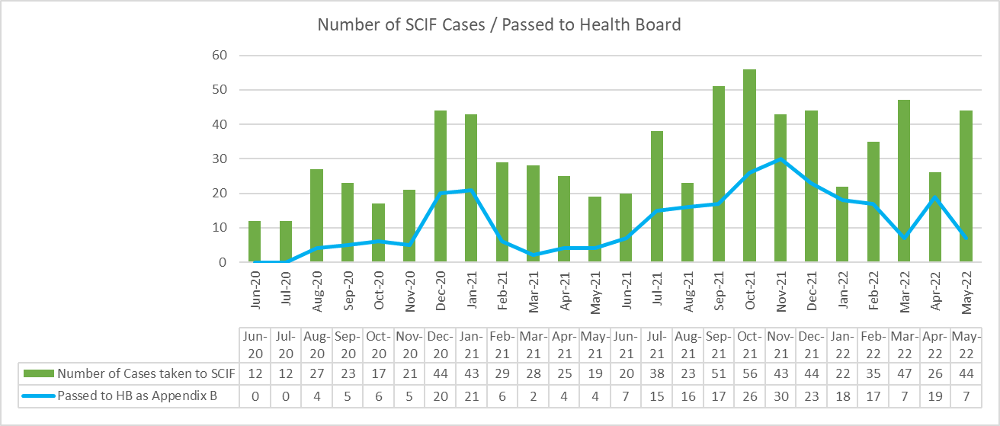 Number of SCIF Cases / Passed to Health Board
60
50
40
30
20
10
0
Jun-20 Jul-20 Aug-20 Sep-20 Oct-20 Nov-20 Dec-20 Jan-21 Feb-21 Mar-21 Apr-21 May-21 Jun-21 Jul-21 Aug-21 Sep-21 Oct-21 Nov-21 Dec-21 Jan-22 Feb-22 Mar-22 Apr-22 May-22
Jun- Jul- Aug- Sep- Oct- Nov- Dec- Jan- Feb- Mar- Apr- May- Jun- Jul- Aug- Sep- Oct- Nov- Dec- Jan- Feb- Mar- Apr- May-
20 20 20 20 20 20 20 21 21 21 21 21 21 21 21 21 21 21 21 22 22 22 22 22
Number of Cases taken to SCIF 12 12 27 23 17 21 44 43 29 28 25 19 20 38 23 51 56 43 44 22 35 47 26 44
Passed to HB as Appendix B 0 0 4 5 6 5 20 21 6 2 4 4 7 15 16 17 26 30 23 18 17 7 19 7